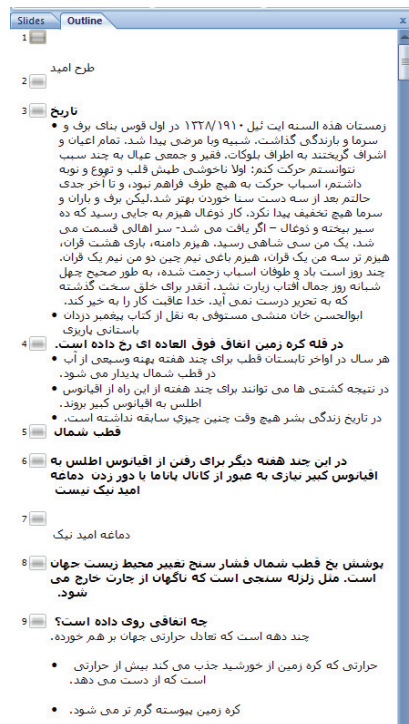 Slides Outline x
1
طرح امید
2
3 تاریخ
• زمستان هذه السنه ایت ئیل ۱۳۲۸/۱۹۱۰ در اول قوس بنای برف و
سرما و بارندگی گذاشت. شبیه وبا مرضی پیدا شد. تمام اعیان و
اشراف گریختند به اطراف بلوکات. فقیر و جمعی عیال به چند سبب
نتوانستم حرکت کنم: اولا ناخوشی طپش قلب و تهوع و نوبه
داشتم، اسباب حرکت به هیچ طرف فراهم نبود، و تا آخر جدی
حالتم بعد از سه دست سنا خوردن بهتر شد.لیکن برف و باران و
سرما هیچ تخفیف پیدا نکرد. کار ذوغال هیزم به جایی رسید که ده
سیر بیخته و ذوغال – اگر یافت می شد- سر اهالی قسمت می
شد. یک من سی شاهی رسید. هیزم دامنه، باری هشت قران،
هیزم تر سه من یک قران، هیزم باغی نیم چین دو من نیم یک قران.
چند روز است باد و طوفان اسباب زحمت شده، به طور صحیح چهل
شبانه روز جمال آفتاب زیارت نشد. آنقدر برای خلق سخت گذشته
که به تحریر درست نمی آید. خدا عاقبت کار را به خیر کند.
• ابوالحسن خان منشی مستوفی به نقل از کتاب پیغمبر دزدان
باستانی پاریزی
4 در قله کره زمین اتفاق فوق العاده ای رخ داده است.
• هر سال در اواخر تابستان قطب برای چند هفته پهنه وسیعی از آب
در قطب شمال پدیدار می شود.
• در نتیجه کشتی ها می توانند برای چند هفته از این راه از اقیانوس
اطلس به اقیانوس کبیر بروند.
• در تاریخ زندگی بشر هیچ وقت چنین چیزی سابقه نداشته است.
5 قطب شمال
6 در این چند هفته دیگر برای رفتن از اقیانوس اطلس به
اقیانوس کبیر نیازی به عبور از کانال پاناما یا دور زدن دماغه
امید نیک نیست
7
دماغه امید نیک
8 پوشش یخ قطب شمال فشار سنج تغییر محیط زیست جهان
است. مثل زلزله سنجی است که ناگهان از چارت خارج می
شود.
9 چه اتفاقی روی داده است؟
چند دهه است که تعادل حرارتی جهان بر هم خورده.
• حرارتی که کره زمین از خورشید جذب می کند بیش از حرارتی
است که از دست می دهد.
• کره زمین پیوسته گرم تر می شود.